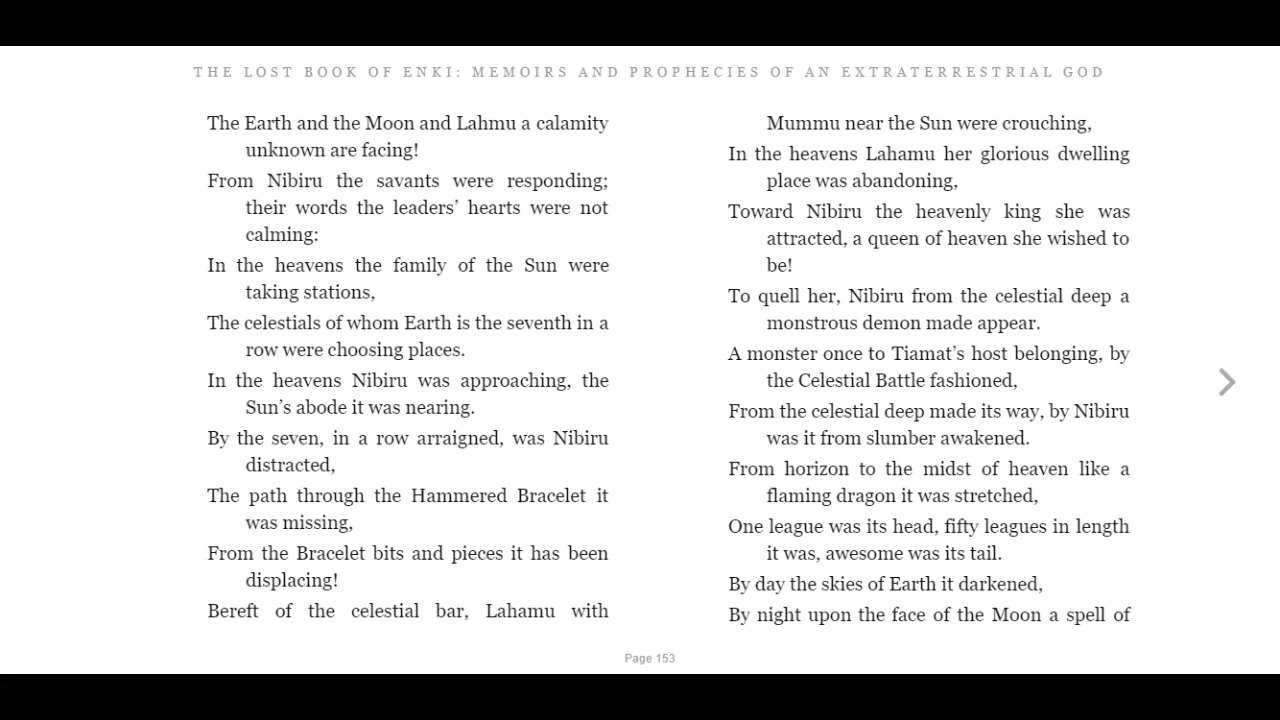 THE LOST BOOK OF ENKI: MEMOIRS AND PROPHECIES OF AN EXTRATERRESTRIAL GOD
The Earth and the Moon and Lahmu a calamity
unknown are facing!
From Nibiru the savants were responding;
their words the leaders’ hearts were not
calming:
In the heavens the family of the Sun were
taking stations,
The celestials of whom Earth is the seventh in a
row were choosing places.
In the heavens Nibiru was approaching, the
Sun’s abode it was nearing.
By the seven, in a row arraigned, was Nibiru
distracted,
The path through the Hammered Bracelet it
was missing,
From the Bracelet bits and pieces it has been
displacing!
Bereft of the celestial bar, Lahamu with
Mummu near the Sun were crouching,
In the heavens Lahamu her glorious dwelling
place was abandoning,
Toward Nibiru the heavenly king she was
attracted, a queen of heaven she wished to
be!
To quell her, Nibiru from the celestial deep a
monstrous demon made appear.
A monster once to Tiamat’s host belonging, by
the Celestial Battle fashioned,
From the celestial deep made its way, by Nibiru
was it from slumber awakened.
From horizon to the midst of heaven like a
flaming dragon it was stretched,
One league was its head, fifty leagues in length
it was, awesome was its tail.
By day the skies of Earth it darkened,
By night upon the face of the Moon a spell of
Page 153